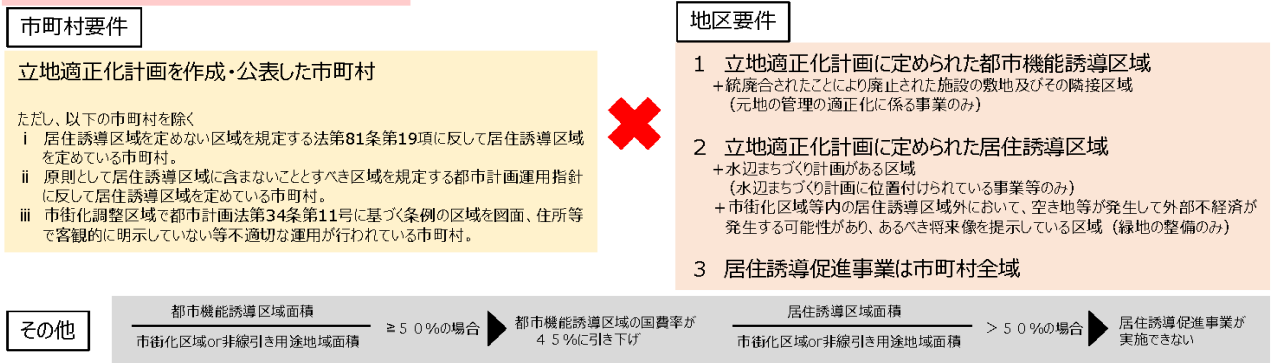 市町村要件
立地適正化計画を作成・公表した市町村
ただし、以下の市町村を除く
ⅰ 居住誘導区域を定めない区域を規定する法第81条第19項に反して居住誘導区域
を定めている市町村。
ⅱ 原則として居住誘導区域に含まないこととすべき区域を規定する都市計画運用指針
に反して居住誘導区域を定めている市町村。
ⅲ 市街化調整区域で都市計画法第34条第11号に基づく条例の区域を図面、住所等
で客観的に明示していない等不適切な運用が行われている市町村。
地区要件
1 立地適正化計画に定められた都市機能誘導区域
+統廃合されたことにより廃止された施設の敷地及びその隣接区域
(元地の管理の適正化に係る事業のみ)
2 立地適正化計画に定められた居住誘導区域
+水辺まちづくり計画がある区域
(水辺まちづくり計画に位置付けられている事業等のみ)
+市街化区域等内の居住誘導区域外において、空き地等が発生して外部不経済が
発生する可能性があり、あるべき将来像を提示している区域(緑地の整備のみ)
3 居住誘導促進事業は市町村全域
その他
都市機能誘導区域面積
市街化区域or非線引き用途地域面積
≧50%の場合
都市機能誘導区域の国費率が
45%に引き下げ
居住誘導区域面積
市街化区域or非線引き用途地域面積
>50%の場合
居住誘導促進事業が
実施できない